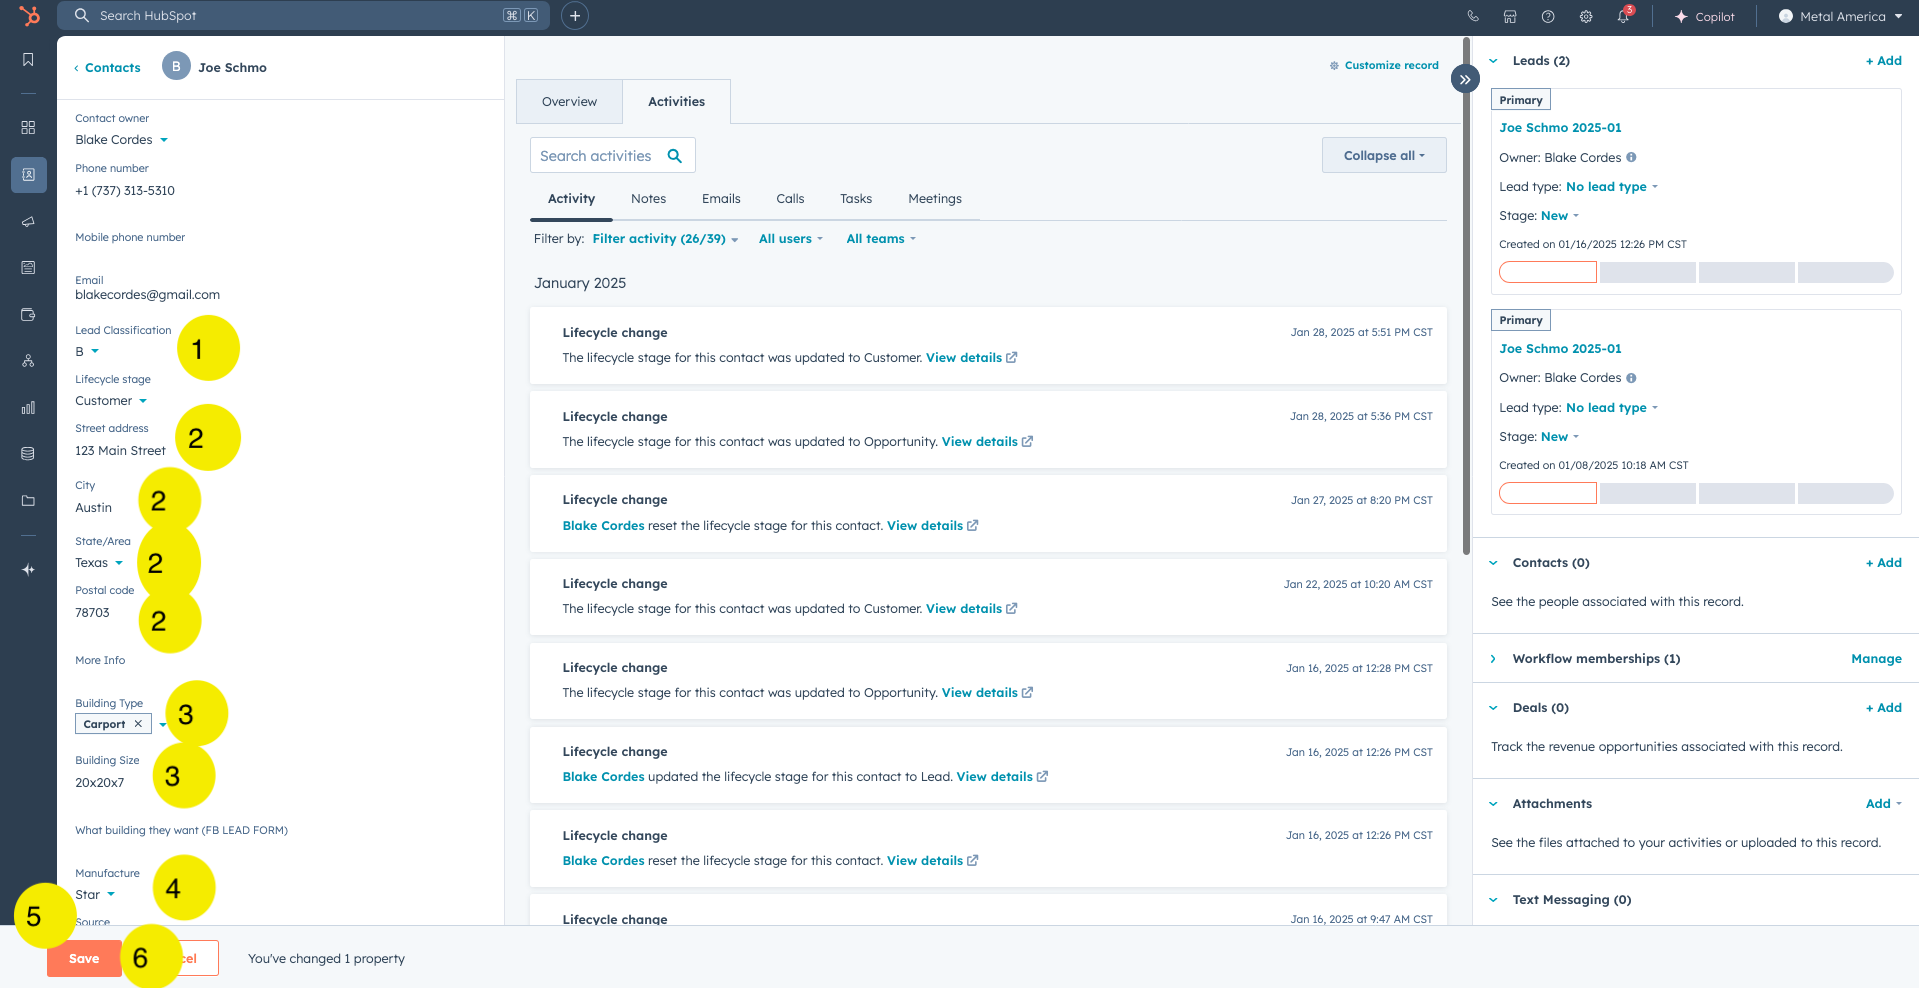 Search HubSpot
⌘ K
+
3
Copilot
Metal America
‹ Contacts
B
Joe Schmo
Contact owner
Blake Cordes
Phone number
+1 (737) 313-5310
Mobile phone number
Email
blakecordes@gmail.com
Lead Classification
B
1
Lifecycle stage
Customer
Street address
123 Main Street
2
City
Austin
2
State/Area
Texas
2
Postal code
78703
2
More Info
Building Type
Carport ×
3
Building Size
20x20x7
3
What building they want (FB LEAD FORM)
Manufacture
Star
4
Source
5
Save
6
cel
You've changed 1 property
Customize record
Overview
Activities
Search activities
Collapse all
Activity
Notes
Emails
Calls
Tasks
Meetings
Filter by: Filter activity (26/39) All users All teams
January 2025
Lifecycle change
Jan 28, 2025 at 5:51 PM CST
The lifecycle stage for this contact was updated to Customer. View details
Lifecycle change
Jan 28, 2025 at 5:36 PM CST
The lifecycle stage for this contact was updated to Opportunity. View details
Lifecycle change
Jan 27, 2025 at 8:20 PM CST
Blake Cordes reset the lifecycle stage for this contact. View details
Lifecycle change
Jan 22, 2025 at 10:20 AM CST
The lifecycle stage for this contact was updated to Customer. View details
Lifecycle change
Jan 16, 2025 at 12:28 PM CST
The lifecycle stage for this contact was updated to Opportunity. View details
Lifecycle change
Jan 16, 2025 at 12:26 PM CST
Blake Cordes updated the lifecycle stage for this contact to Lead. View details
Lifecycle change
Jan 16, 2025 at 12:26 PM CST
Blake Cordes reset the lifecycle stage for this contact. View details
Lifecycle change
Jan 16, 2025 at 9:47 AM CST
»
Leads (2)
+ Add
Primary
Joe Schmo 2025-01
Owner: Blake Cordes
Lead type: No lead type
Stage: New
Created on 01/16/2025 12:26 PM CST
Primary
Joe Schmo 2025-01
Owner: Blake Cordes
Lead type: No lead type
Stage: New
Created on 01/08/2025 10:18 AM CST
Contacts (0)
+ Add
See the people associated with this record.
Workflow memberships (1)
Manage
Deals (0)
+ Add
Track the revenue opportunities associated with this record.
Attachments
Add
See the files attached to your activities or uploaded to this record.
Text Messaging (0)